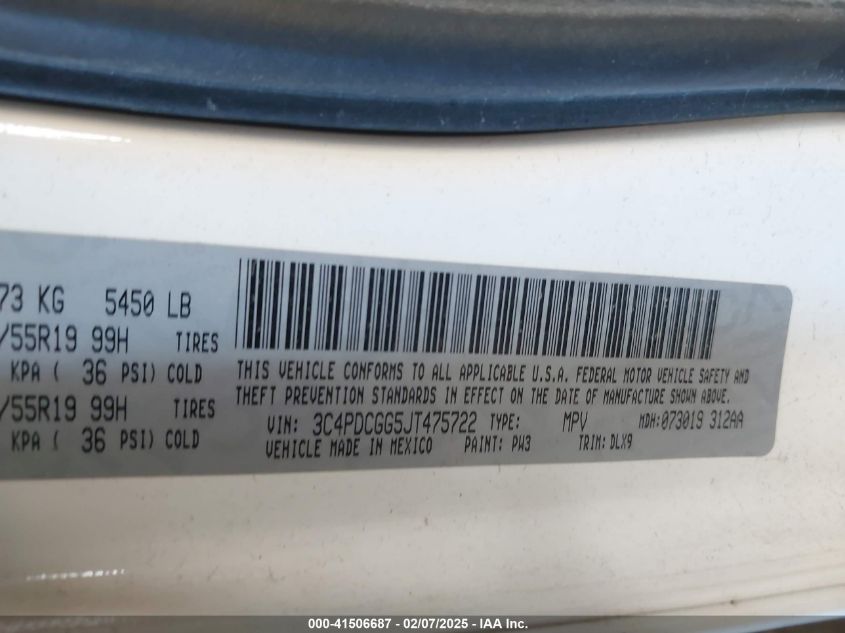 73 KG 5450 LB
/55R19 99H TIRES
KPA ( 36 PSI) COLD
/55R19 99H TIRES
KPA ( 36 PSI) COLD
THIS VEHICLE CONFORMS TO ALL APPLICABLE U.S.A. FEDERAL MOTOR VEHICLE SAFETY AND
THEFT PREVENTION STANDARDS IN EFFECT ON THE DATE OF MANUFACTURE SHOWN ABOVE.
VIN: 3C4PDCGG5JT475722 TYPE: MPV MDH: 073019 312AA
VEHICLE MADE IN MEXICO PAINT: PW3 TRIM: DLX9
000-41506687 - 02/07/2025 - IAA Inc.